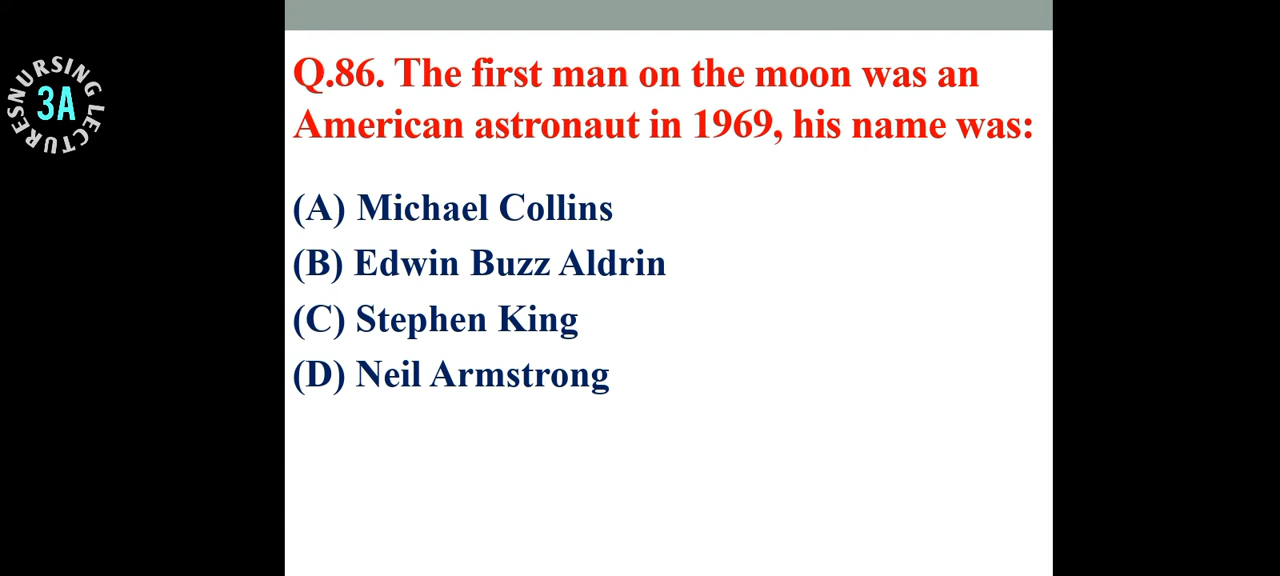 NURSING LECTURES
3A
Q.86. The first man on the moon was an
American astronaut in 1969, his name was:
(A) Michael Collins
(B) Edwin Buzz Aldrin
(C) Stephen King
(D) Neil Armstrong